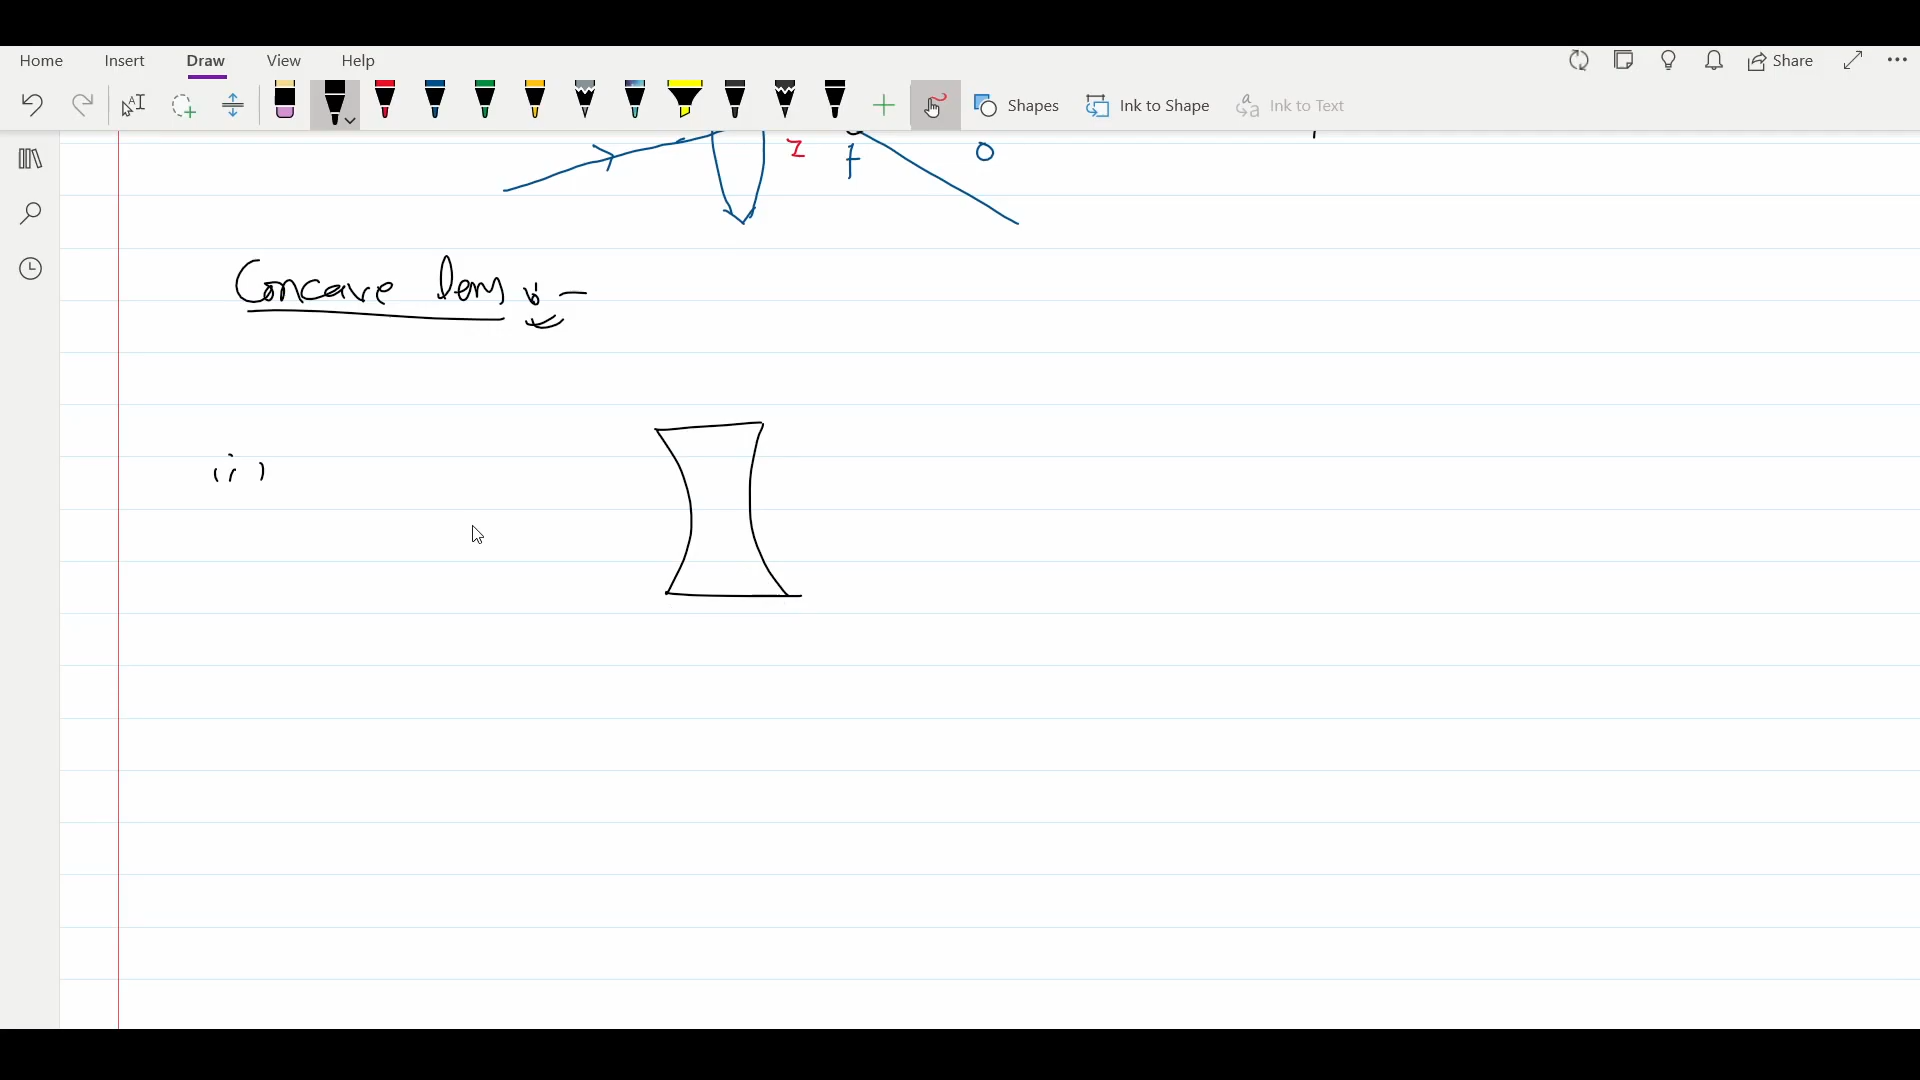 Home Insert Draw View Help Share
Shapes Ink to Shape Ink to Text
I f O
Concave lens :-
(i)